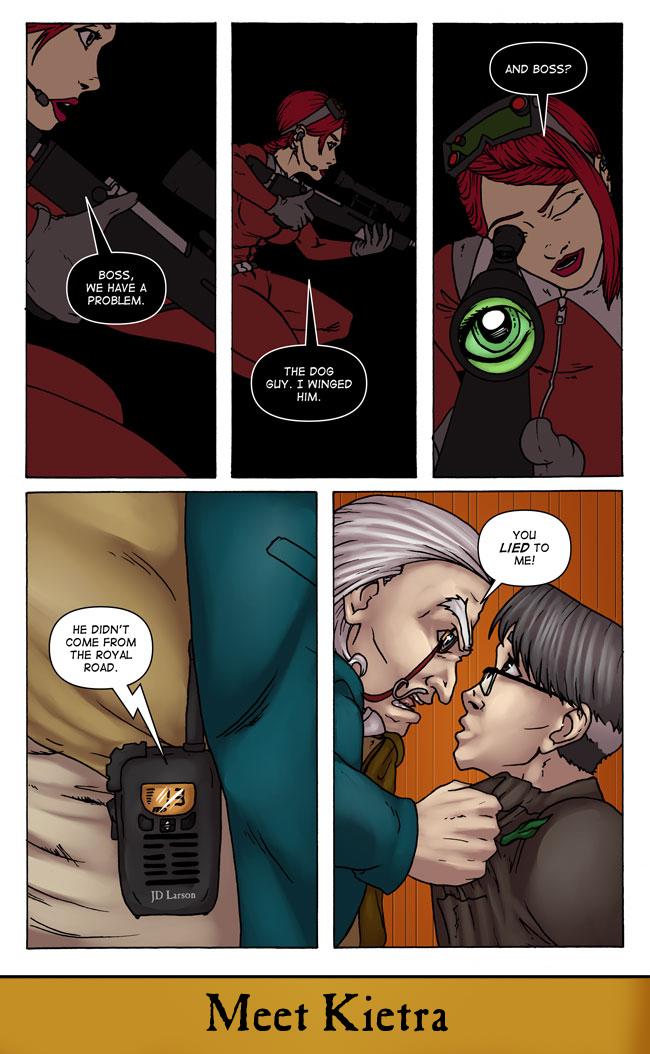 BOSS,
WE HAVE A
PROBLEM.
THE DOG
GUY. I WINGED
HIM.
AND BOSS?
HE DIDN'T
COME FROM
THE ROYAL
ROAD.
JD Larson
YOU
LIED TO
ME!
Meet Kietra